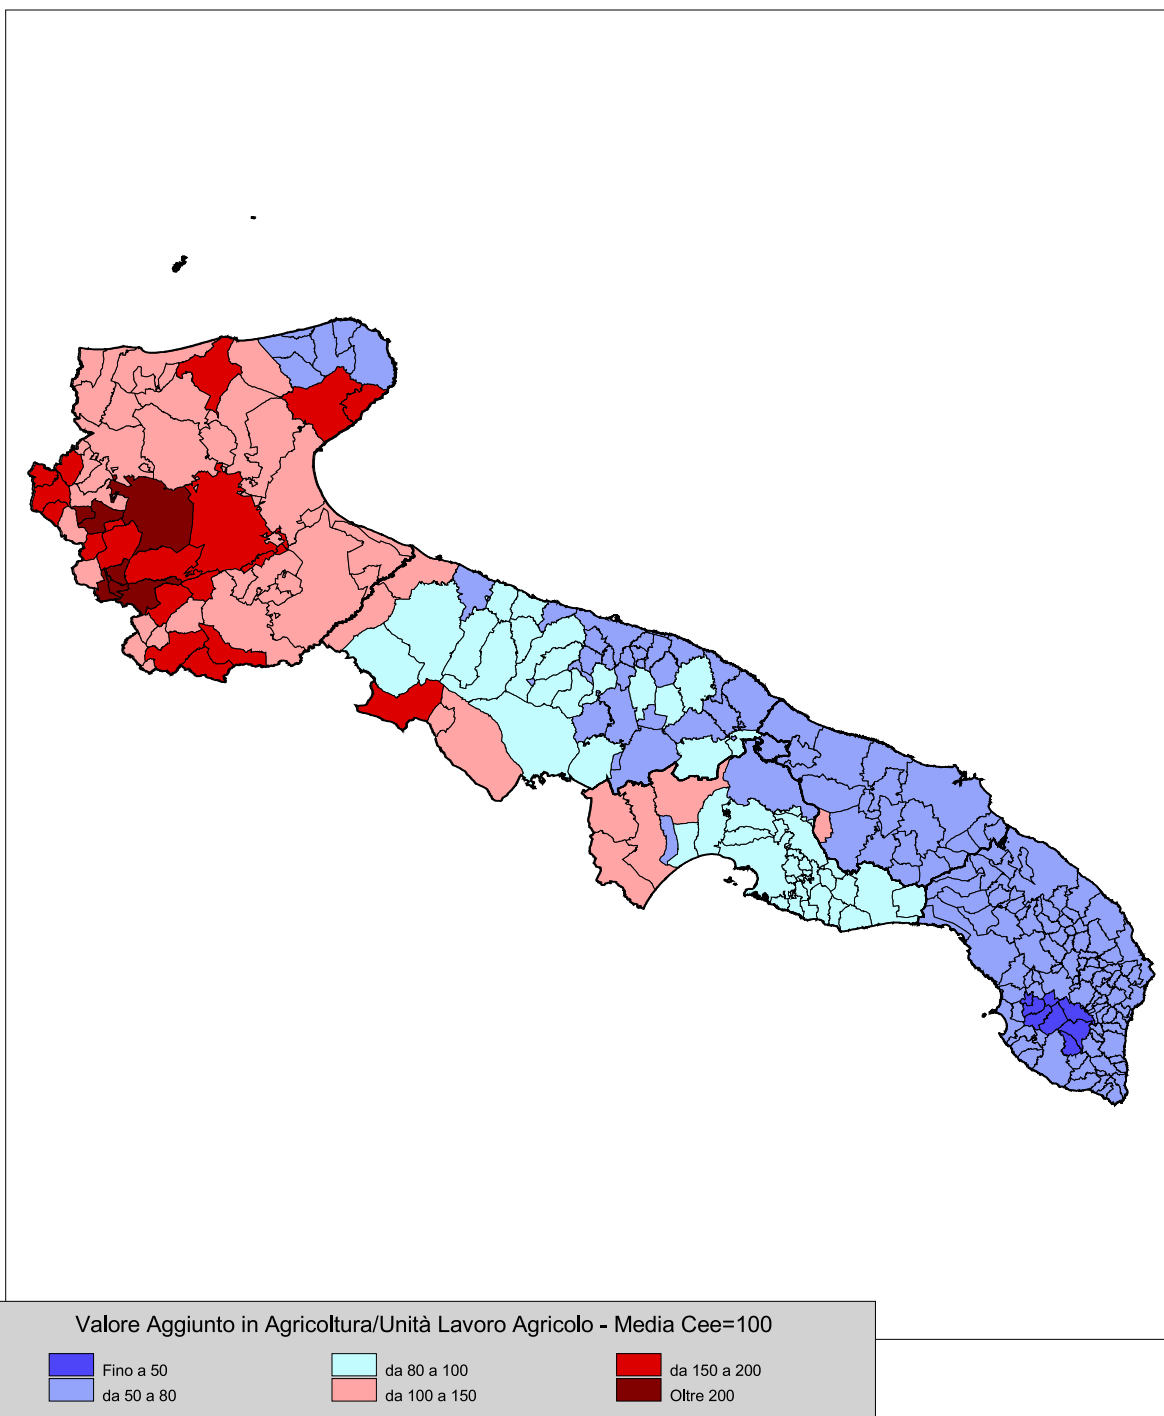 Valore Aggiunto in Agricoltura/Unità Lavoro Agricolo - Media Cee=100
Fino a 50
da 50 a 80
da 80 a 100
da 100 a 150
da 150 a 200
Oltre 200